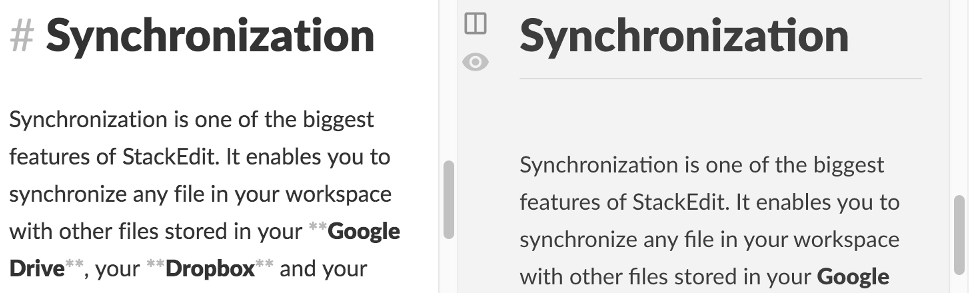 # Synchronization
Synchronization is one of the biggest
features of StackEdit. It enables you to
synchronize any file in your workspace
with other files stored in your **Google
Drive**, your **Dropbox** and your
Synchronization
Synchronization is one of the biggest
features of StackEdit. It enables you to
synchronize any file in your workspace
with other files stored in your Google